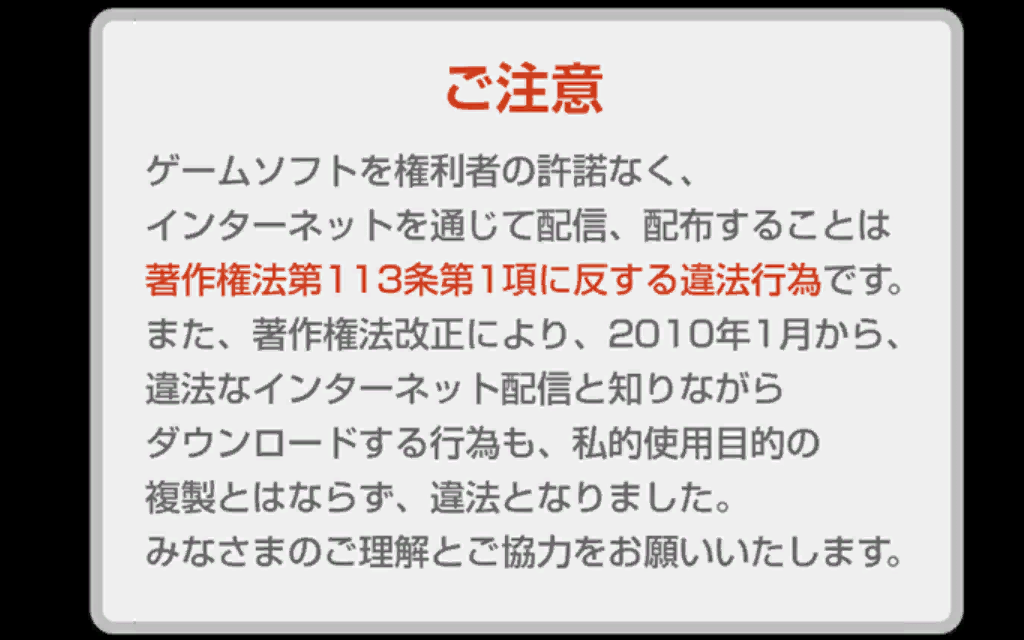 ご注意
ゲームソフトを権利者の許諾なく、
インターネットを通じて配信、配布することは
著作権法第113条第1項に反する違法行為です。
また、著作権法改正により、2010年1月から、
違法なインターネット配信と知りながら
ダウンロードする行為も、私的使用目的の
複製とはならず、違法となりました。
みなさまのご理解とご協力をお願いいたします。